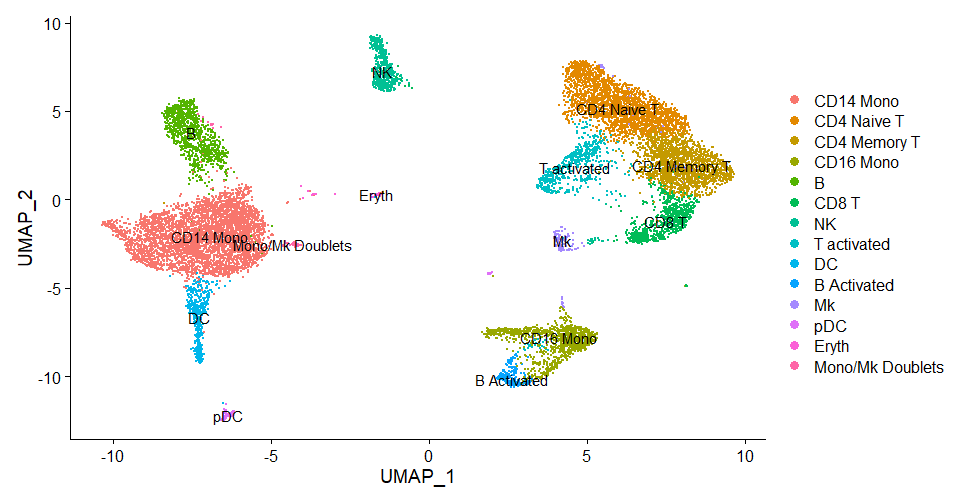 10
5
0
-5
-10
UMAP_2
-10
-5
0
5
10
UMAP_1
NK
B
CD4 Naive T
T activated
CD4 Memory T
Eryth
CD8 T
CD14 Mono
Mono/Mk Doublets
Mk
DC
CD16 Mono
B Activated
pDC
CD14 Mono
CD4 Naive T
CD4 Memory T
CD16 Mono
B
CD8 T
NK
T activated
DC
B Activated
Mk
pDC
Eryth
Mono/Mk Doublets